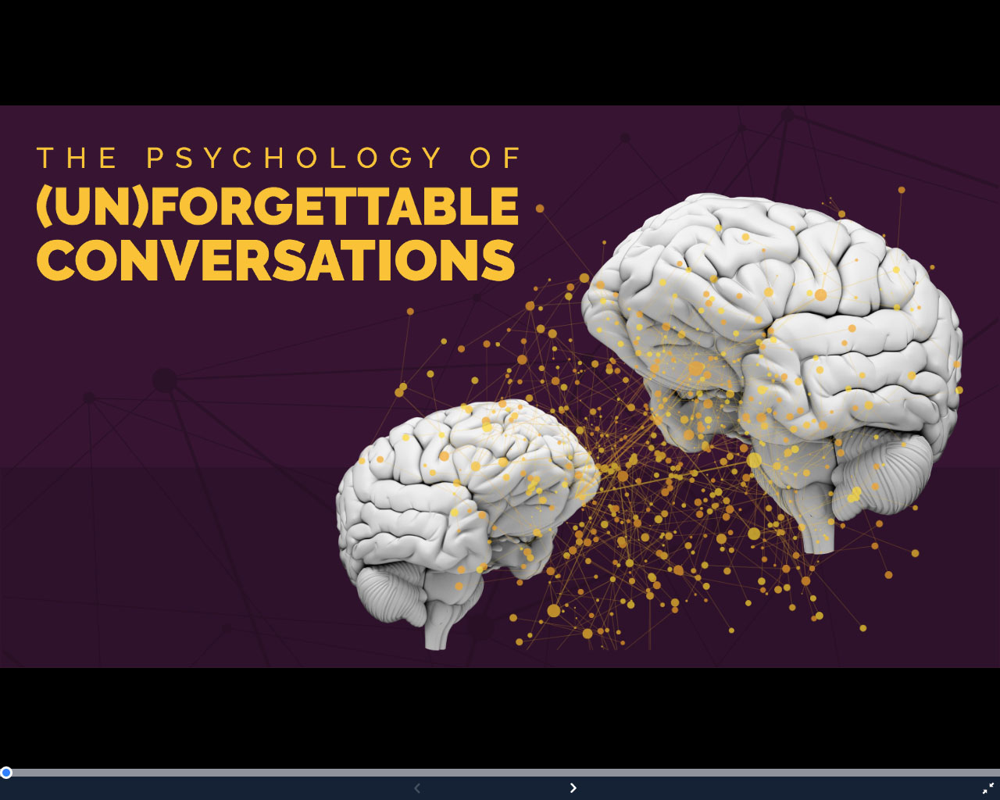 THE PSYCHOLOGY OF
(UN)FORGETTABLE
CONVERSATIONS